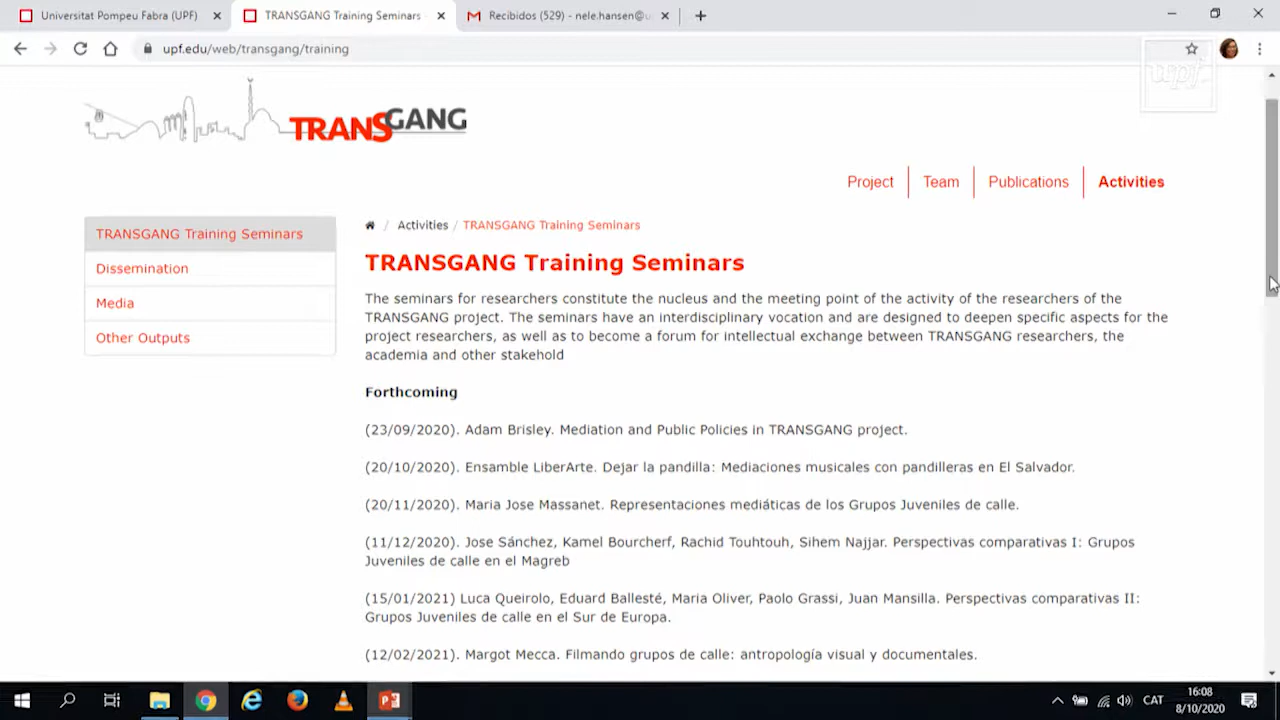 Universitat Pompeu Fabra (UPF)
TRANSGANG Training Seminars -
Recibidos (529) - nele.hansen@u
upf.edu/web/transgang/training
upf.
TRANSGANG
Project
Team
Publications
Activities
TRANSGANG Training Seminars
Dissemination
Media
Other Outputs
/ Activities / TRANSGANG Training Seminars
TRANSGANG Training Seminars
The seminars for researchers constitute the nucleus and the meeting point of the activity of the researchers of the
TRANSGANG project. The seminars have an interdisciplinary vocation and are designed to deepen specific aspects for the
project researchers, as well as to become a forum for intellectual exchange between TRANSGANG researchers, the
academia and other stakehold
Forthcoming
(23/09/2020). Adam Brisley. Mediation and Public Policies in TRANSGANG project.
(20/10/2020). Ensamble LiberArte. Dejar la pandilla: Mediaciones musicales con pandilleras en El Salvador.
(20/11/2020). Maria Jose Massanet. Representaciones mediáticas de los Grupos Juveniles de calle.
(11/12/2020). Jose Sánchez, Kamel Bourcherf, Rachid Touhtouh, Sihem Najjar. Perspectivas comparativas I: Grupos
Juveniles de calle en el Magreb
(15/01/2021) Luca Queirolo, Eduard Ballesté, Maria Oliver, Paolo Grassi, Juan Mansilla. Perspectivas comparativas II:
Grupos Juveniles de calle en el Sur de Europa.
(12/02/2021). Margot Mecca. Filmando grupos de calle: antropología visual y documentales.
CAT
16:08
8/10/2020